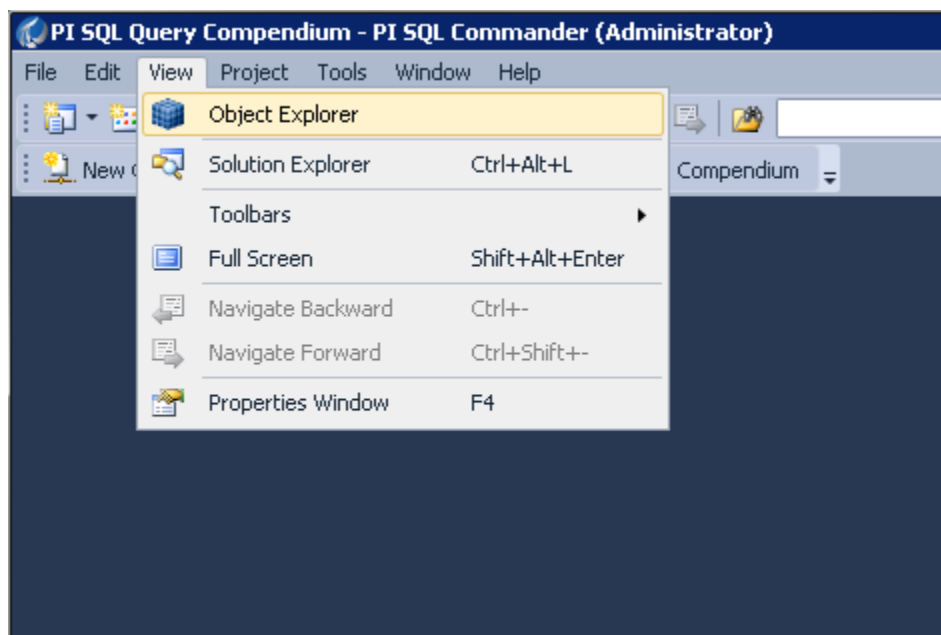 PI SQL Query Compendium - PI SQL Commander (Administrator)
File Edit View Project Tools Window Help
Object Explorer
New
Solution Explorer Ctrl+Alt+L
Compendium
Toolbars
Full Screen Shift+Alt+Enter
Navigate Backward Ctrl+-
Navigate Forward Ctrl+Shift+-
Properties Window F4